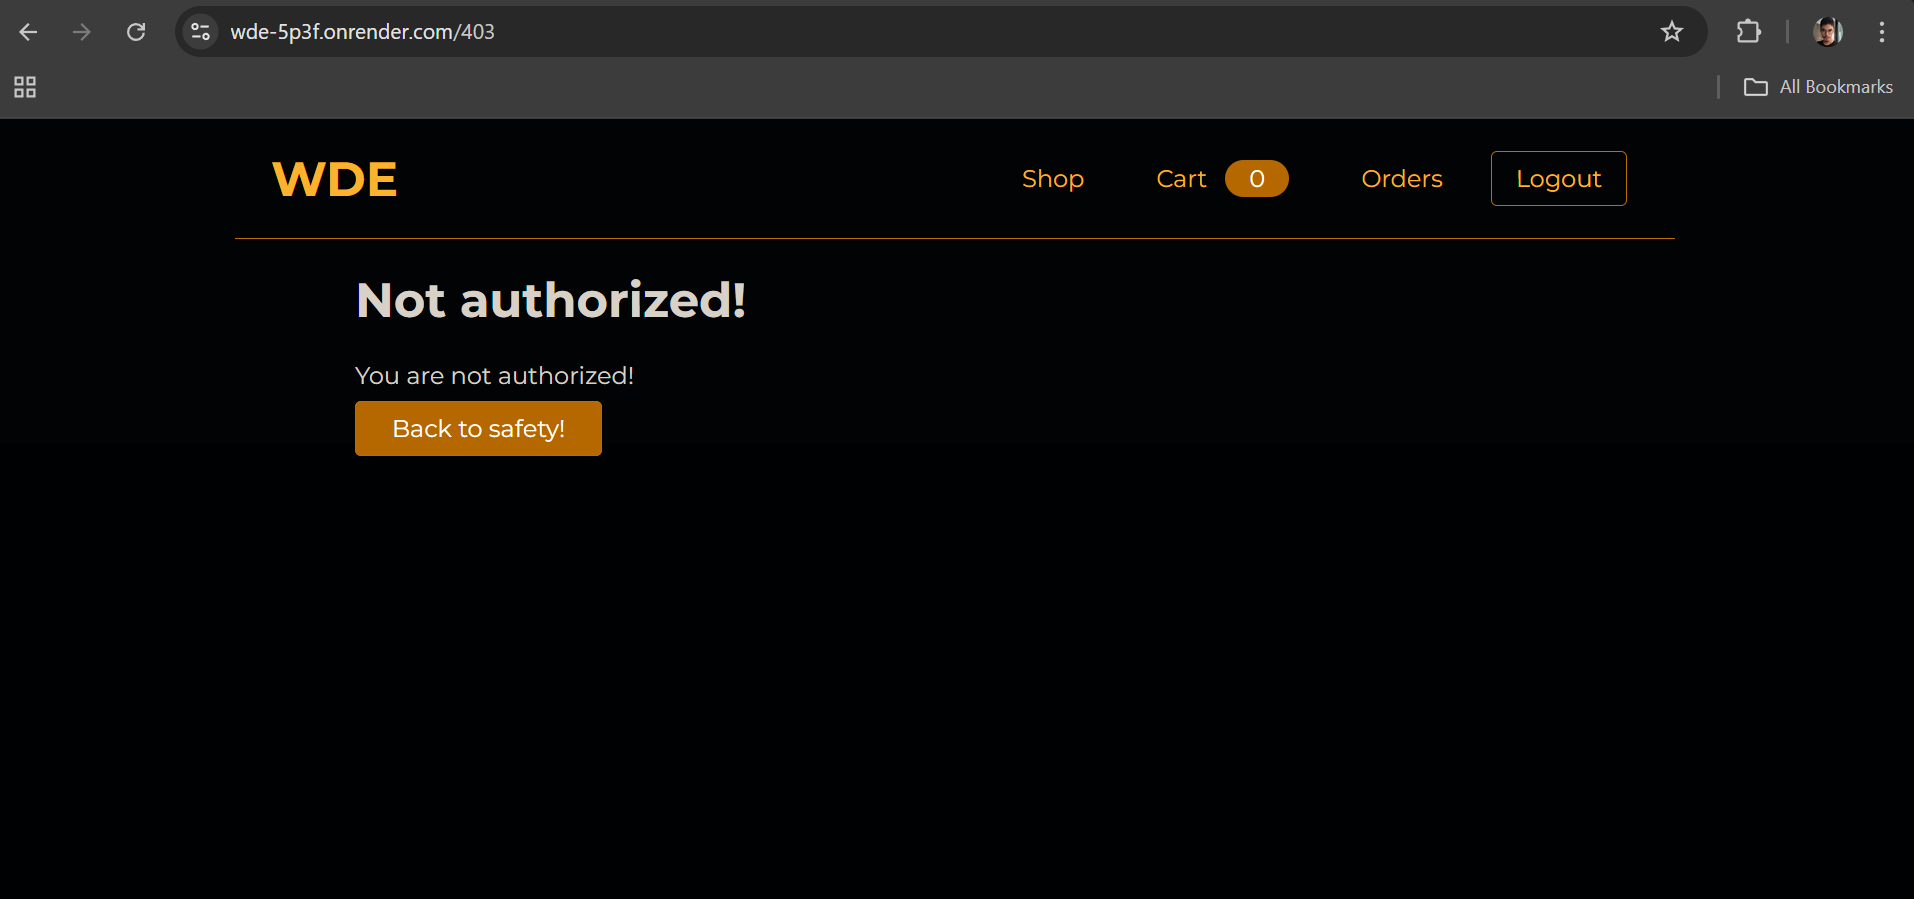 wde-5p3f.onrender.com/403
All Bookmarks
WDE Shop Cart 0 Orders Logout
Not authorized!
You are not authorized!
Back to safety!